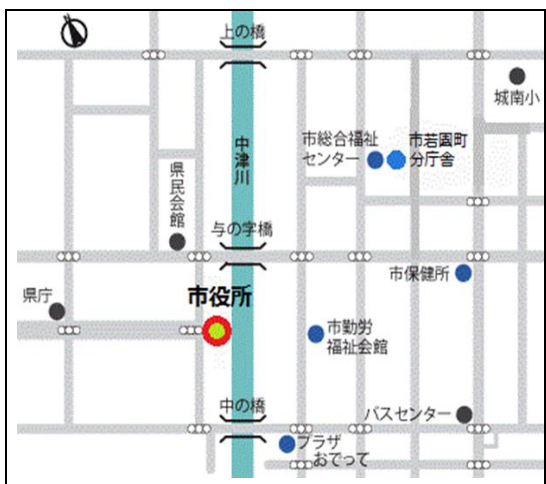 上の橋
城南小
市総合福祉
センター
市若園町
分庁舎
中津川
県民会館
与の字橋
市保健所
県庁
市役所
市勤労
福祉会館
中の橋
バスセンター
プラザ
おでって